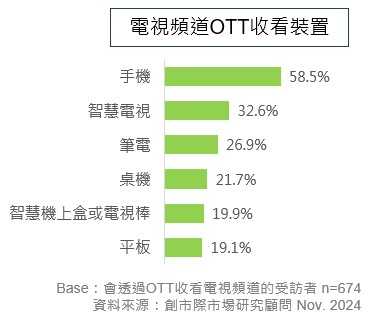 電視頻道OTT收看裝置
手機 58.5%
智慧電視 32.6%
筆電 26.9%
桌機 21.7%
智慧機上盒或電視棒 19.9%
平板 19.1%
Base：會透過OTT收看電視頻道的受訪者 n=674
資料來源：創市際市場研究顧問 Nov. 2024